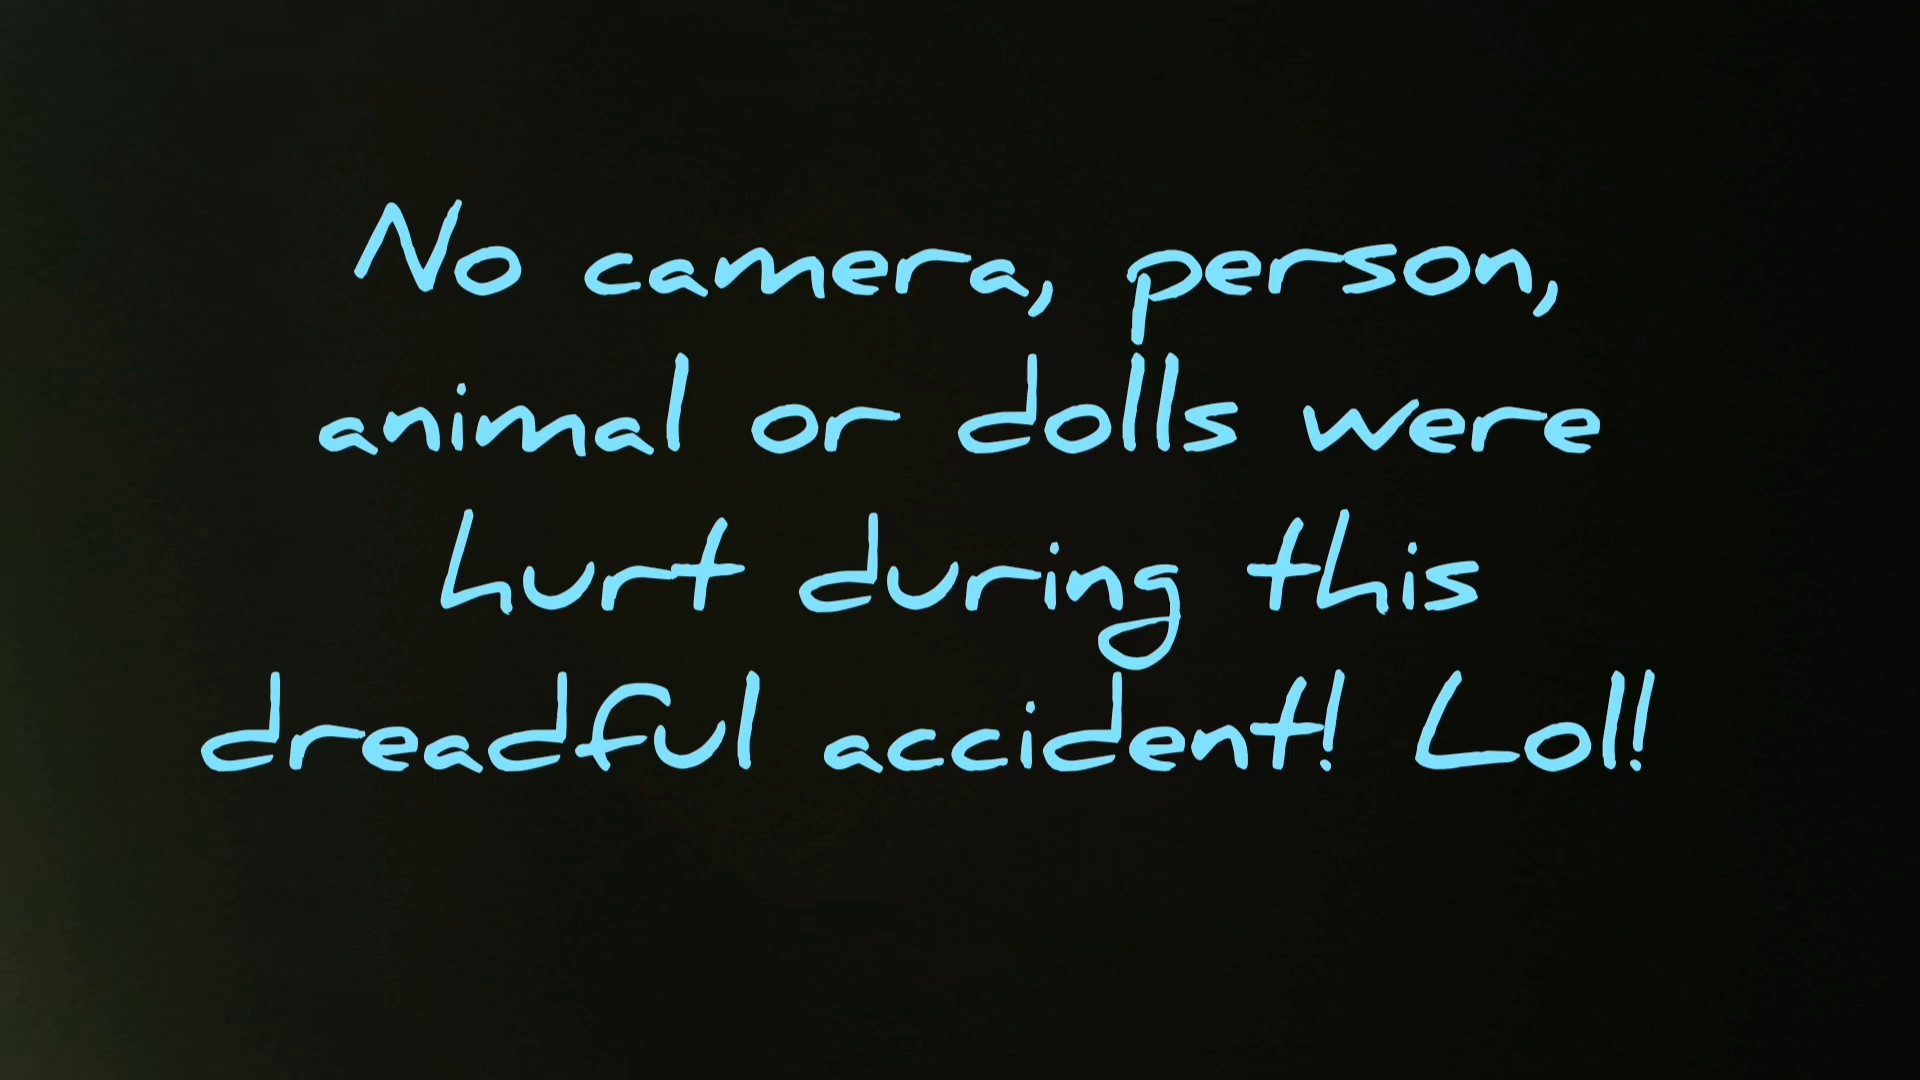 No camera, person,
animal or dolls were
hurt during this
dreadful accident! Lol!